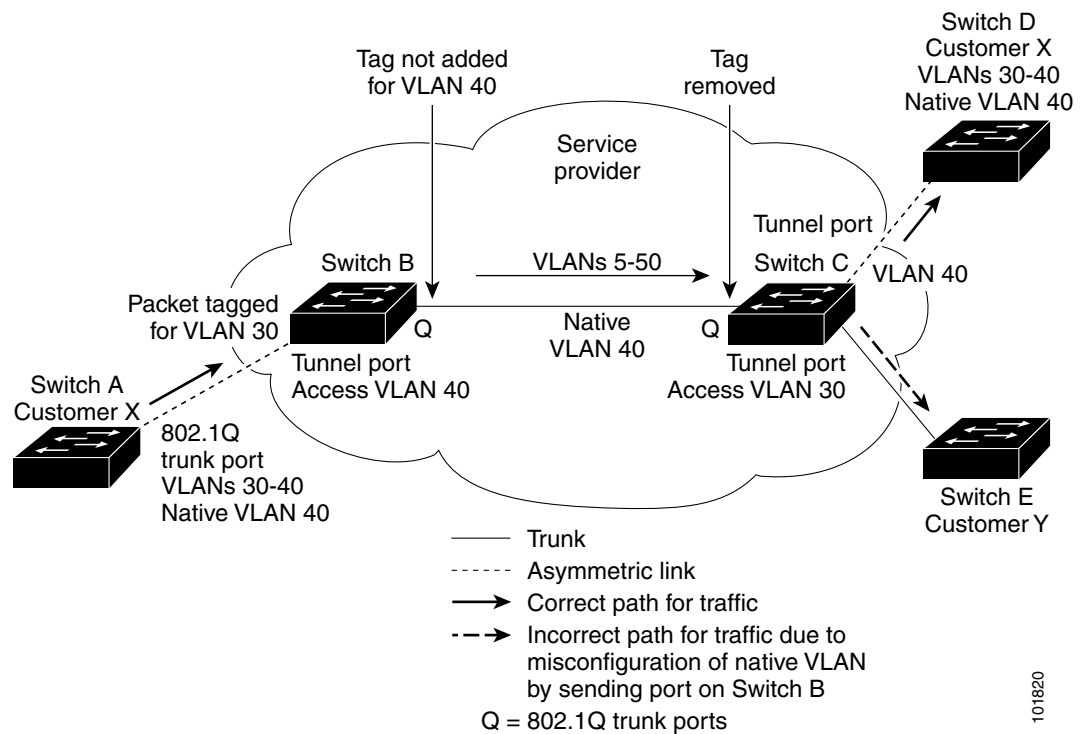 Tag not added
for VLAN 40
Tag
removed
Switch D
Customer X
VLANs 30-40
Native VLAN 40
Service
provider
Tunnel port
Switch B
VLANs 5-50
Switch C
VLAN 40
Packet tagged
for VLAN 30
Q
Native
VLAN 40
Q
Tunnel port
Access VLAN 40
Tunnel port
Access VLAN 30
Switch A
Customer X
802.1Q
trunk port
VLANs 30-40
Native VLAN 40
Switch E
Customer Y
Trunk
Asymmetric link
Correct path for traffic
Incorrect path for traffic due to
misconfiguration of native VLAN
by sending port on Switch B
Q = 802.1Q trunk ports
101820